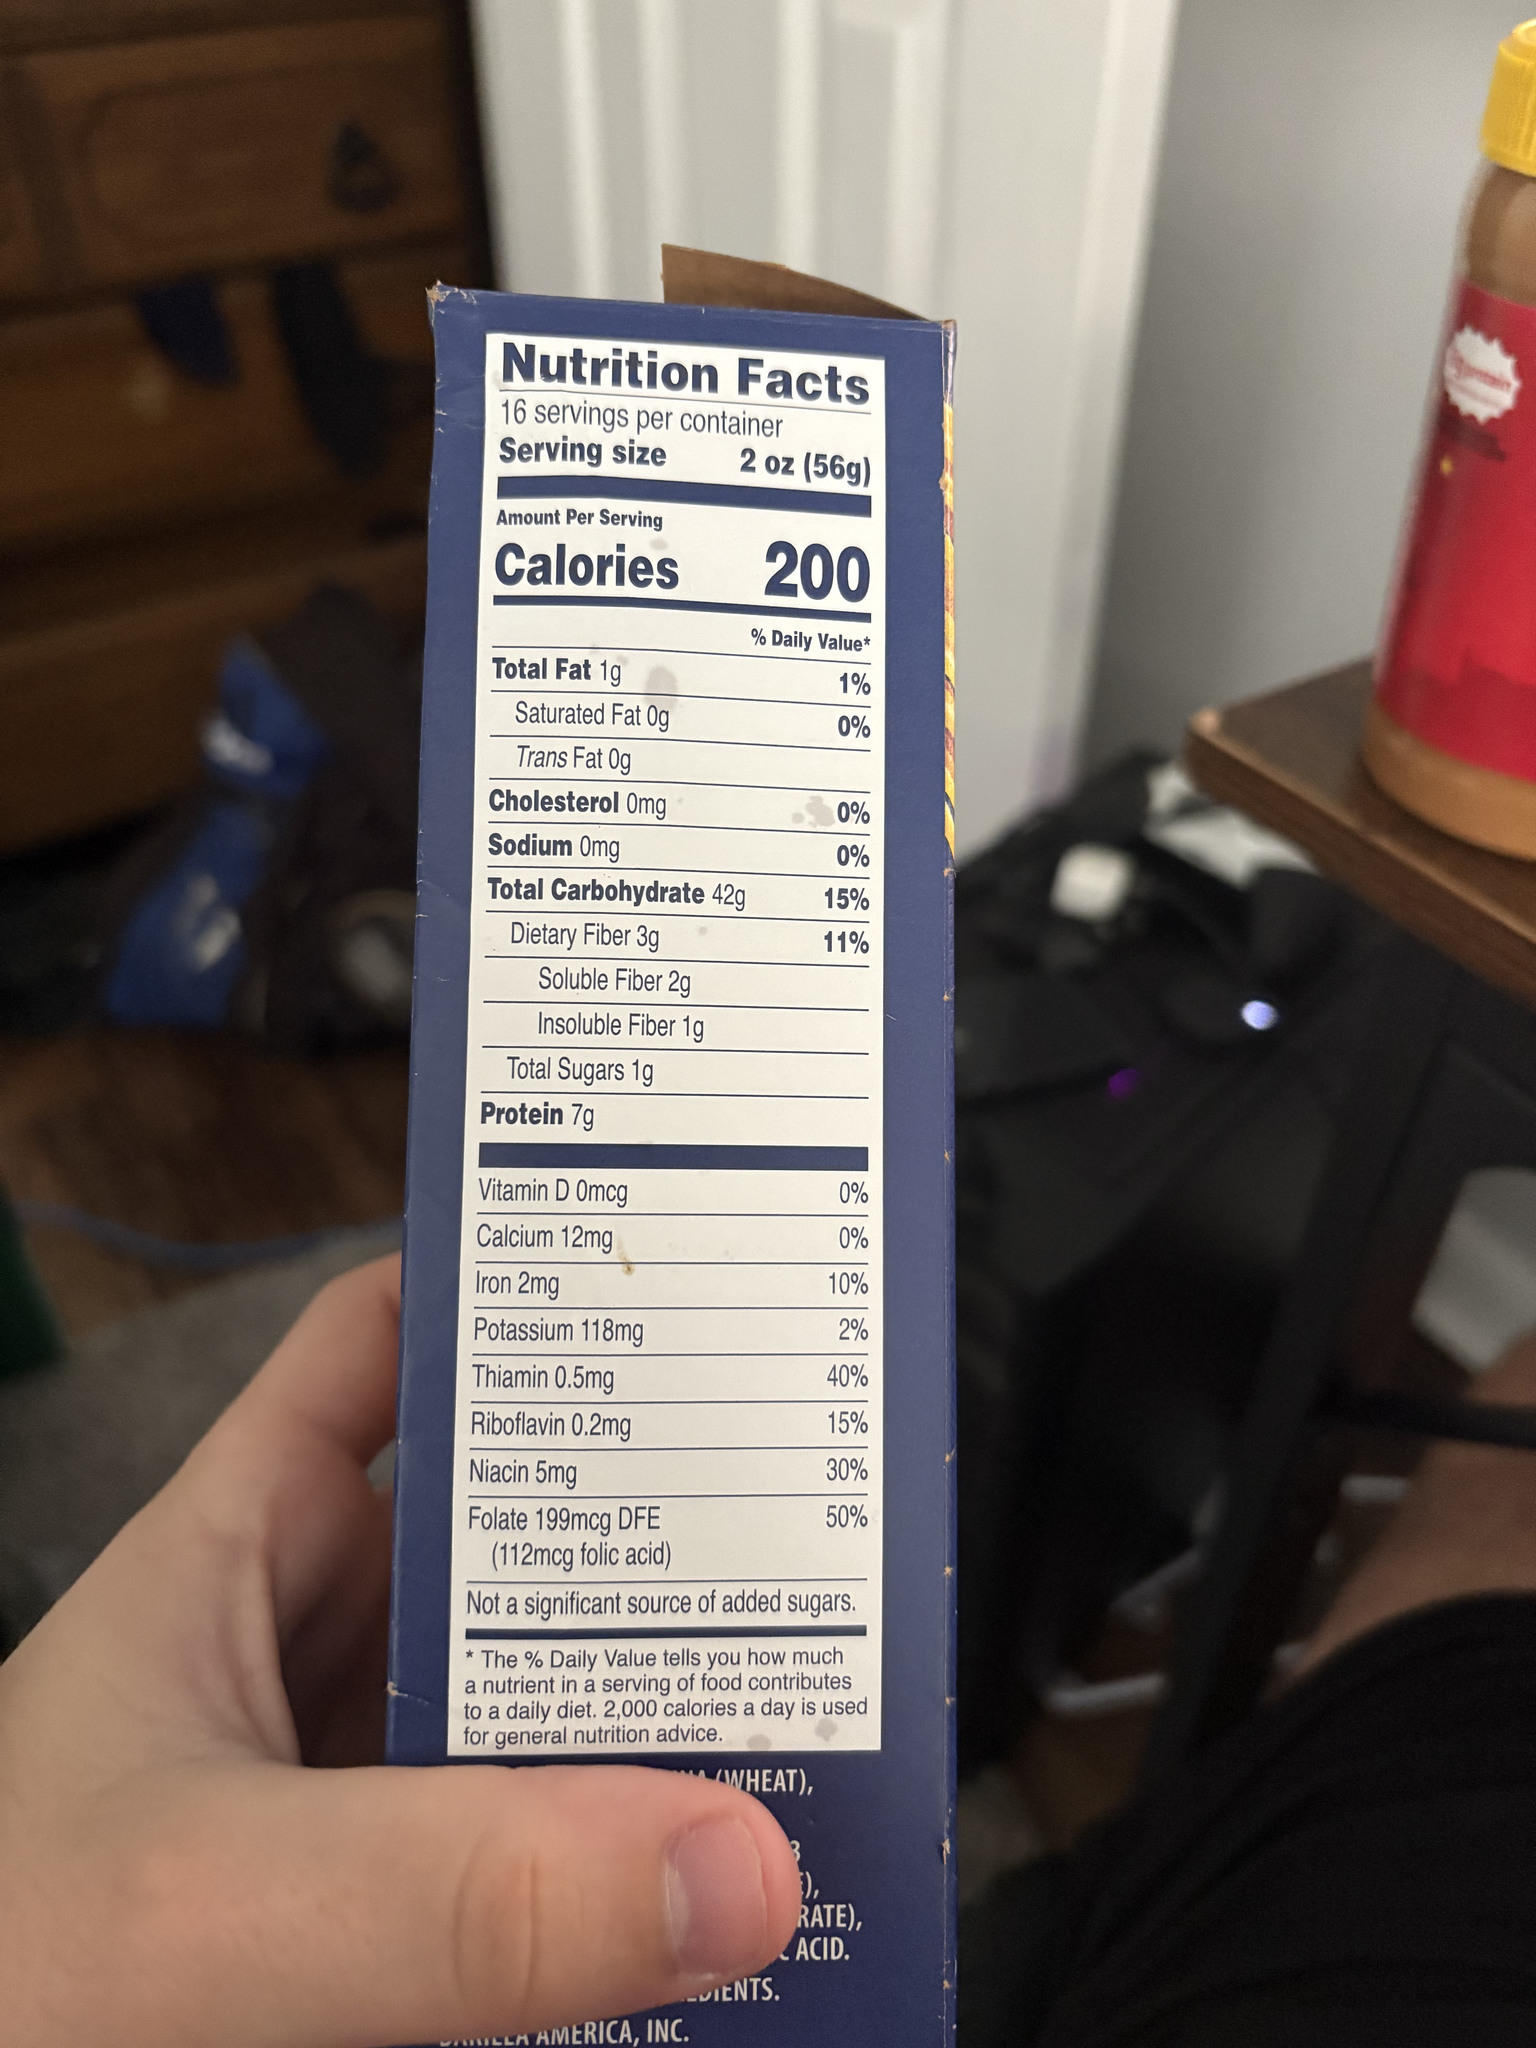 Nutrition Facts
16 servings per container
Serving size 2 oz (56g)
Amount Per Serving
Calories 200
% Daily Value*
Total Fat 1g 1%
Saturated Fat 0g 0%
Trans Fat 0g
Cholesterol 0mg 0%
Sodium 0mg 0%
Total Carbohydrate 42g 15%
Dietary Fiber 3g 11%
Soluble Fiber 2g
Insoluble Fiber 1g
Total Sugars 1g
Protein 7g
Vitamin D 0mcg 0%
Calcium 12mg 0%
Iron 2mg 10%
Potassium 118mg 2%
Thiamin 0.5mg 40%
Riboflavin 0.2mg 15%
Niacin 5mg 30%
Folate 199mcg DFE 50%
(112mcg folic acid)
Not a significant source of added sugars.
* The % Daily Value tells you how much
a nutrient in a serving of food contributes
to a daily diet. 2,000 calories a day is used
for general nutrition advice.
(WHEAT),
ACID.
AMERICA, INC.